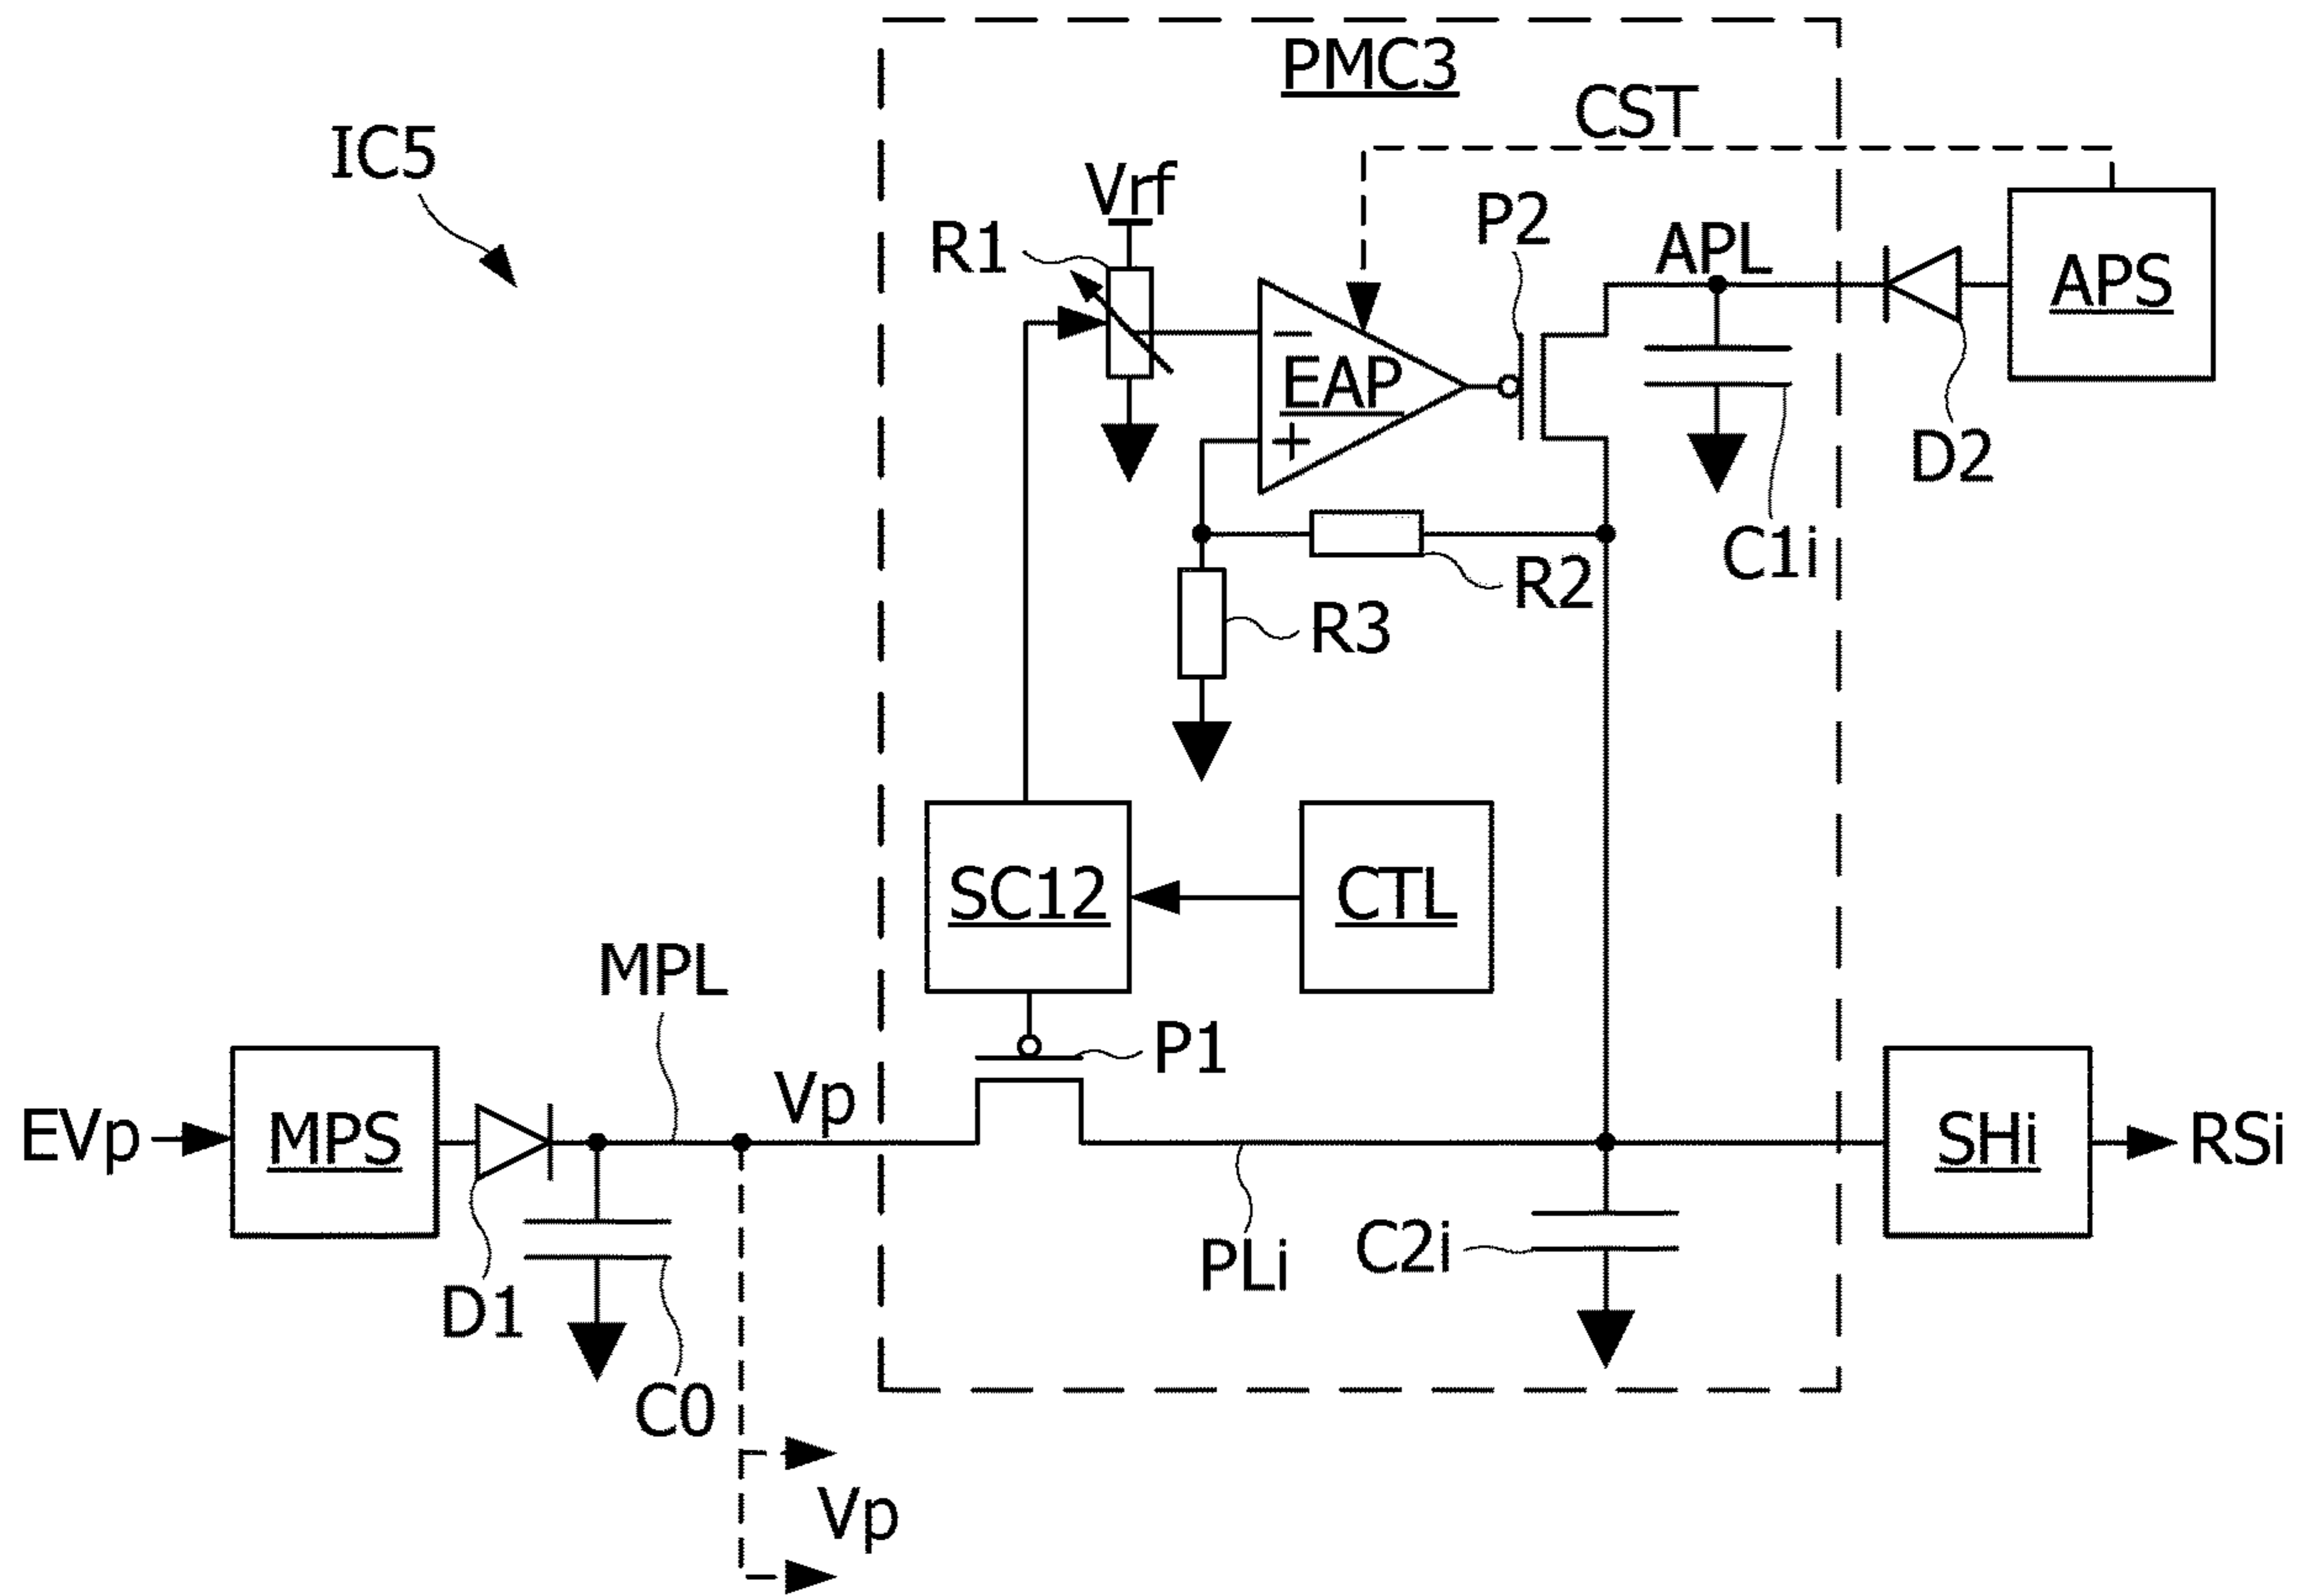 PMC3
CST
IC5
Vrf
P2
R1
APL
APS
EAP
−
+
D2
C1i
R2
R3
SC12
CTL
MPL
P1
Vp
EVp
MPS
SHi
RSi
PLi
C2i
D1
C0
Vp